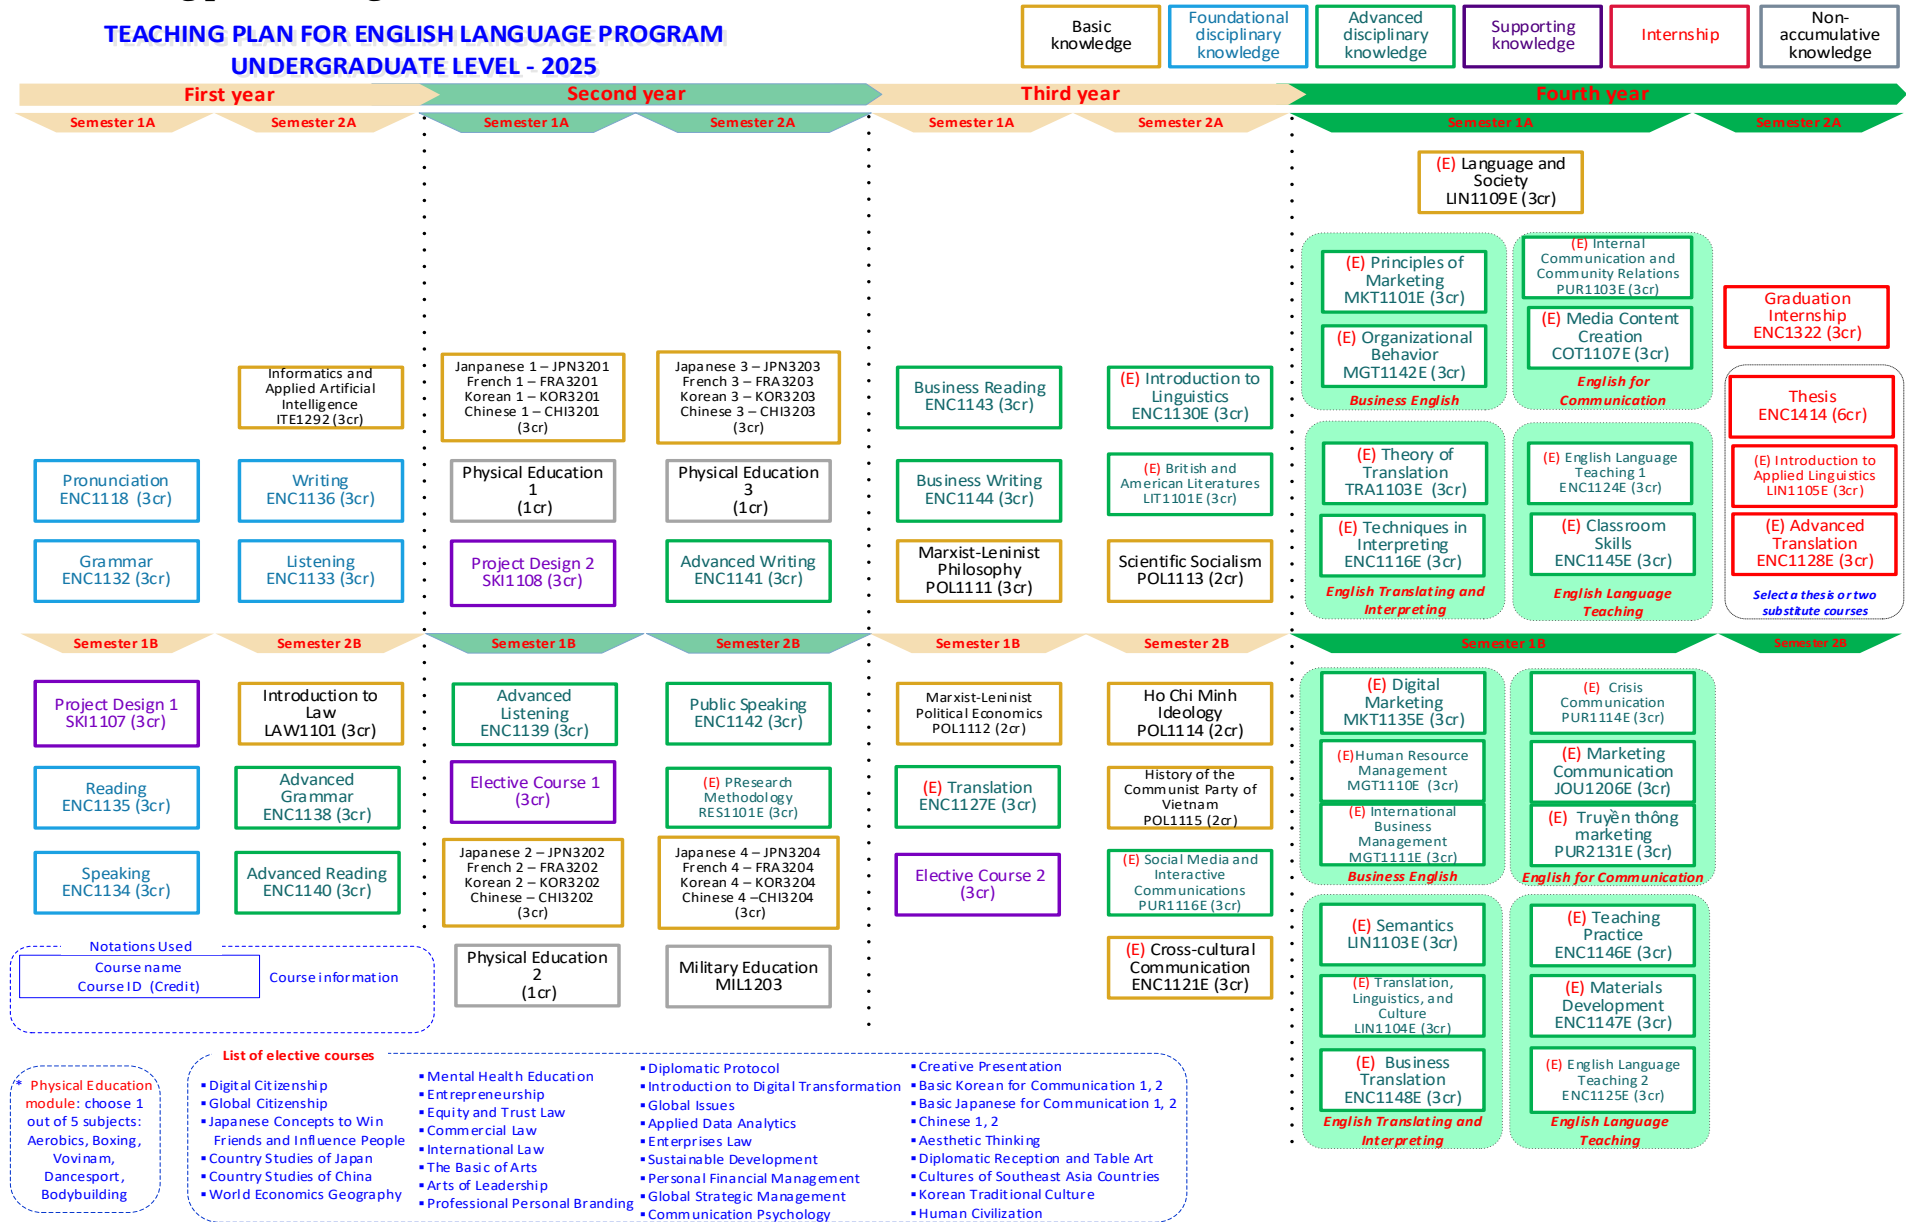 TEACHING PLAN FOR ENGLISH LANGUAGE PROGRAM
UNDERGRADUATE LEVEL - 2025
Basic
knowledge
Foundational
disciplinary
knowledge
Advanced
disciplinary
knowledge
Supporting
knowledge
Internship
Non-
accumulative
knowledge
First year
Second year
Third year
Fourth year
Semester 1A
Semester 2A
Semester 1A
Semester 2A
Semester 1A
Semester 2A
Semester 1A
Semester 2A
(E) Language and
Society
LIN1109E (3cr)
(E) Principles of
Marketing
MKT1101E (3cr)
(E) Organizational
Behavior
MGT1142E (3cr)
Business English
(E) Internal
Communication and
Community Relations
PUR1103E (3cr)
(E) Media Content
Creation
COT1107E (3cr)
English for
Communication
Graduation
Internship
ENC1322 (3cr)
Informatics and
Applied Artificial
Intelligence
ITE1292 (3cr)
Janpanese 1 – JPN3201
French 1 – FRA3201
Korean 1 – KOR3201
Chinese 1 – CHI3201
(3cr)
Japanese 3 – JPN3203
French 3 – FRA3203
Korean 3 – KOR3203
Chinese 3 – CHI3203
(3cr)
Business Reading
ENC1143 (3cr)
(E) Introduction to
Linguistics
ENC1130E (3cr)
Thesis
ENC1414 (6cr)
Pronunciation
ENC1118 (3cr)
Writing
ENC1136 (3cr)
Physical Education
1
(1cr)
Physical Education
3
(1cr)
Business Writing
ENC1144 (3cr)
(E) British and
American Literatures
LIT1101E (3cr)
(E) Theory of
Translation
TRA1103E (3cr)
(E) English Language
Teaching 1
ENC1124E (3cr)
(E) Introduction to
Applied Linguistics
LIN1105E (3cr)
Grammar
ENC1132 (3cr)
Listening
ENC1133 (3cr)
Project Design 2
SKI1108 (3cr)
Advanced Writing
ENC1141 (3cr)
Marxist-Leninist
Philosophy
POL1111 (3cr)
Scientific Socialism
POL1113 (2cr)
(E) Techniques in
Interpreting
ENC1116E (3cr)
English Translating and
Interpreting
(E) Classroom
Skills
ENC1145E (3cr)
English Language
Teaching
(E) Advanced
Translation
ENC1128E (3cr)
Select a thesis or two
substitute courses
Semester 1B
Semester 2B
Semester 1B
Semester 2B
Semester 1B
Semester 2B
Semester 1B
Semester 2B
Project Design 1
SKI1107 (3cr)
Introduction to
Law
LAW1101 (3cr)
Advanced
Listening
ENC1139 (3cr)
Public Speaking
ENC1142 (3cr)
Marxist-Leninist
Political Economics
POL1112 (2cr)
Ho Chi Minh
Ideology
POL1114 (2cr)
(E) Digital
Marketing
MKT1135E (3cr)
(E) Crisis
Communication
PUR1114E (3cr)
Reading
ENC1135 (3cr)
Advanced
Grammar
ENC1138 (3cr)
Elective Course 1
(3cr)
(E) PResearch
Methodology
RES1101E (3cr)
(E) Translation
ENC1127E (3cr)
History of the
Communist Party of
Vietnam
POL1115 (2cr)
(E)Human Resource
Management
MGT1110E (3cr)
(E) Marketing
Communication
JOU1206E (3cr)
(E) International
Business
Management
MGT1111E (3cr)
Business English
(E) Truyền thông
marketing
PUR2131E (3cr)
English for Communication
Speaking
ENC1134 (3cr)
Advanced Reading
ENC1140 (3cr)
Japanese 2 – JPN3202
French 2 – FRA3202
Korean 2 – KOR3202
Chinese – CHI3202
(3cr)
Japanese 4 – JPN3204
French 4 – FRA3204
Korean 4 – KOR3204
Chinese 4 –CHI3204
(3cr)
Elective Course 2
(3cr)
(E) Social Media and
Interactive
Communications
PUR1116E (3cr)
(E) Semantics
LIN1103E (3cr)
(E) Teaching
Practice
ENC1146E (3cr)
Notations Used
Course name
Course ID (Credit)
Course information
Physical Education
2
(1cr)
Military Education
MIL1203
(E) Cross-cultural
Communication
ENC1121E (3cr)
(E) Translation,
Linguistics, and
Culture
LIN1104E (3cr)
(E) Materials
Development
ENC1147E (3cr)
(E) Business
Translation
ENC1148E (3cr)
English Translating and
Interpreting
(E) English Language
Teaching 2
ENC1125E (3cr)
English Language
Teaching
* Physical Education
module: choose 1
out of 5 subjects:
Aerobics, Boxing,
Vovinam,
Dancesport,
Bodybuilding
List of elective courses
▪ Digital Citizenship
▪ Global Citizenship
▪ Japanese Concepts to Win
Friends and Influence People
▪ Country Studies of Japan
▪ Country Studies of China
▪ World Economics Geography
▪ Mental Health Education
▪ Entrepreneurship
▪ Equity and Trust Law
▪ Commercial Law
▪ International Law
▪ The Basic of Arts
▪ Arts of Leadership
▪ Professional Personal Branding
▪ Diplomatic Protocol
▪ Introduction to Digital Transformation
▪ Global Issues
▪ Applied Data Analytics
▪ Enterprises Law
▪ Sustainable Development
▪ Personal Financial Management
▪ Global Strategic Management
▪ Communication Psychology
▪ Creative Presentation
▪ Basic Korean for Communication 1, 2
▪ Basic Japanese for Communication 1, 2
▪ Chinese 1, 2
▪ Aesthetic Thinking
▪ Diplomatic Reception and Table Art
▪ Cultures of Southeast Asia Countries
▪ Korean Traditional Culture
▪ Human Civilization